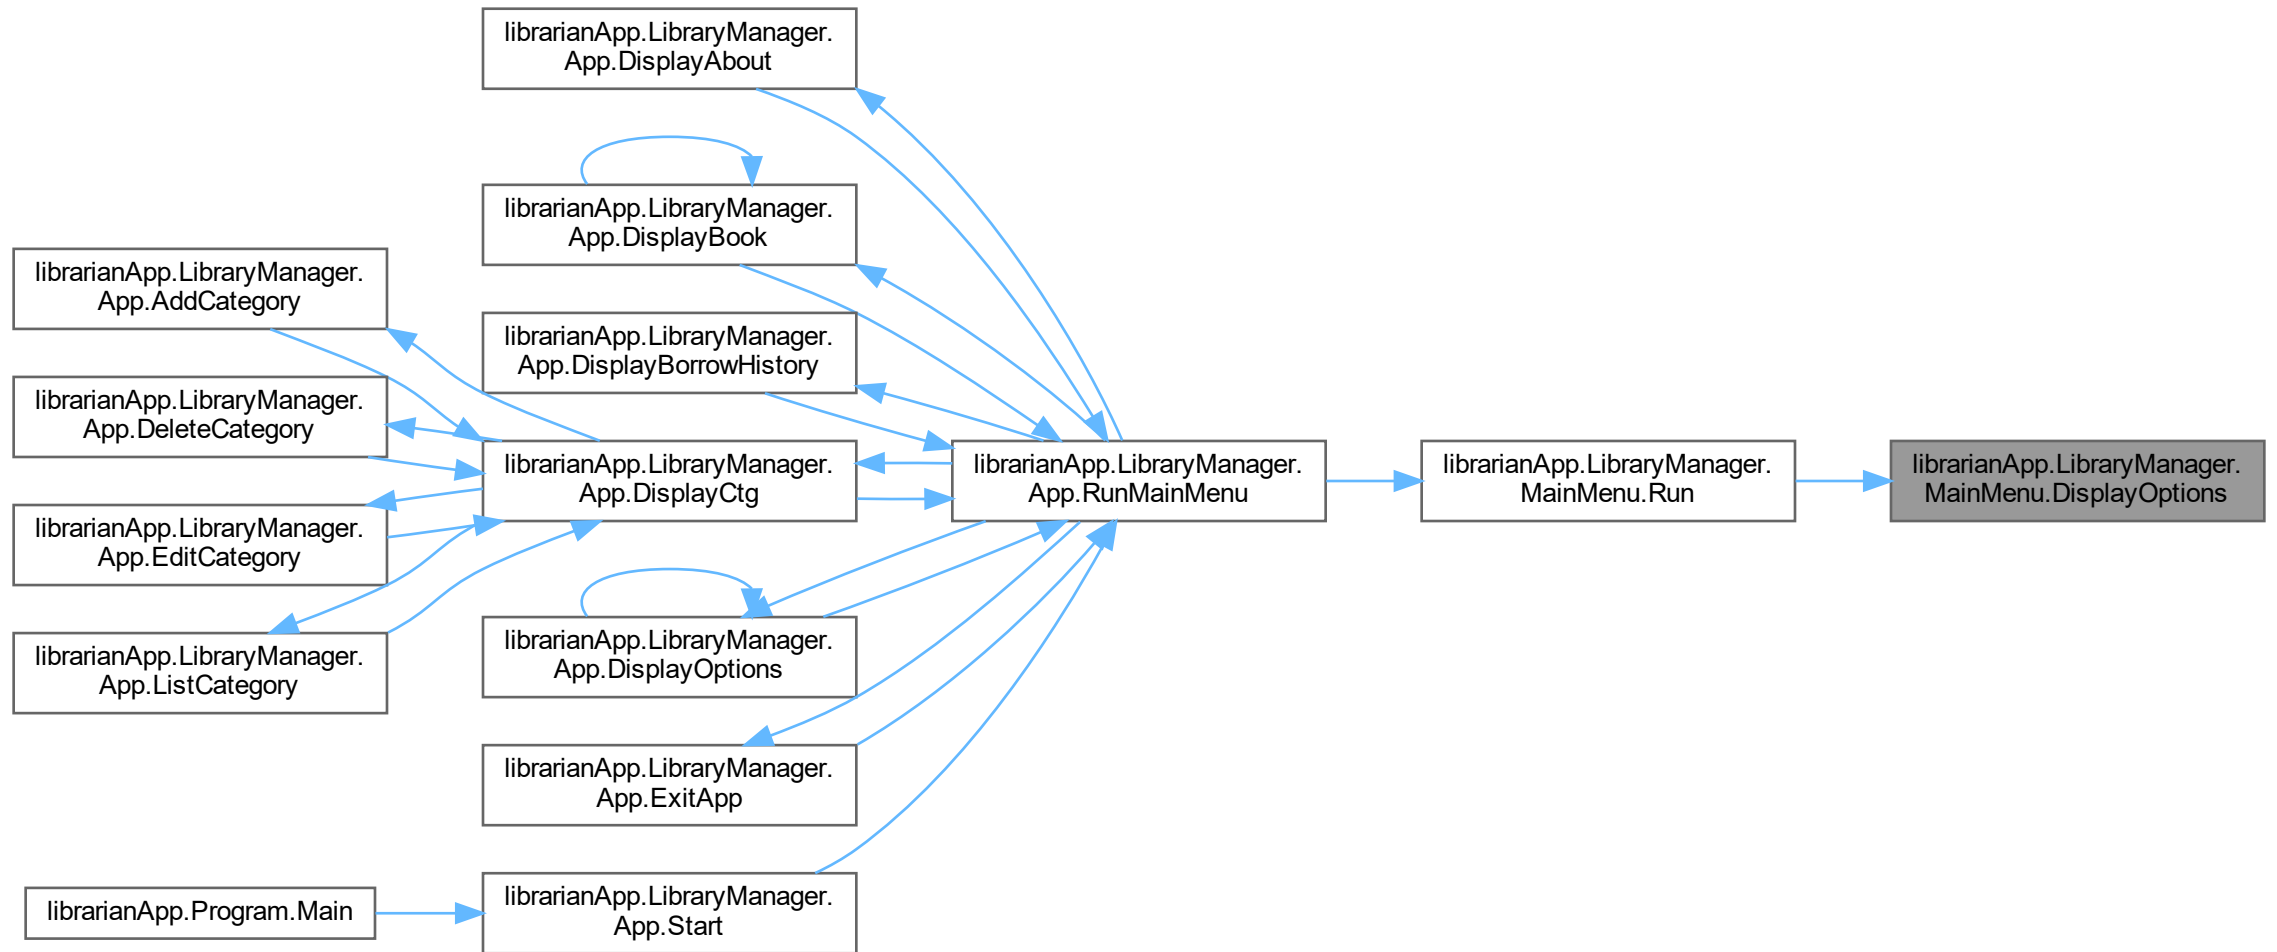 librarianApp.LibraryManager.
App.DisplayAbout
librarianApp.LibraryManager.
App.DisplayBook
librarianApp.LibraryManager.
App.AddCategory
librarianApp.LibraryManager.
App.DisplayBorrowHistory
librarianApp.LibraryManager.
App.DeleteCategory
librarianApp.LibraryManager.
App.DisplayCtg
librarianApp.LibraryManager.
App.RunMainMenu
librarianApp.LibraryManager.
MainMenu.Run
librarianApp.LibraryManager.
MainMenu.DisplayOptions
librarianApp.LibraryManager.
App.EditCategory
librarianApp.LibraryManager.
App.DisplayOptions
librarianApp.LibraryManager.
App.ListCategory
librarianApp.LibraryManager.
App.ExitApp
librarianApp.Program.Main
librarianApp.LibraryManager.
App.Start